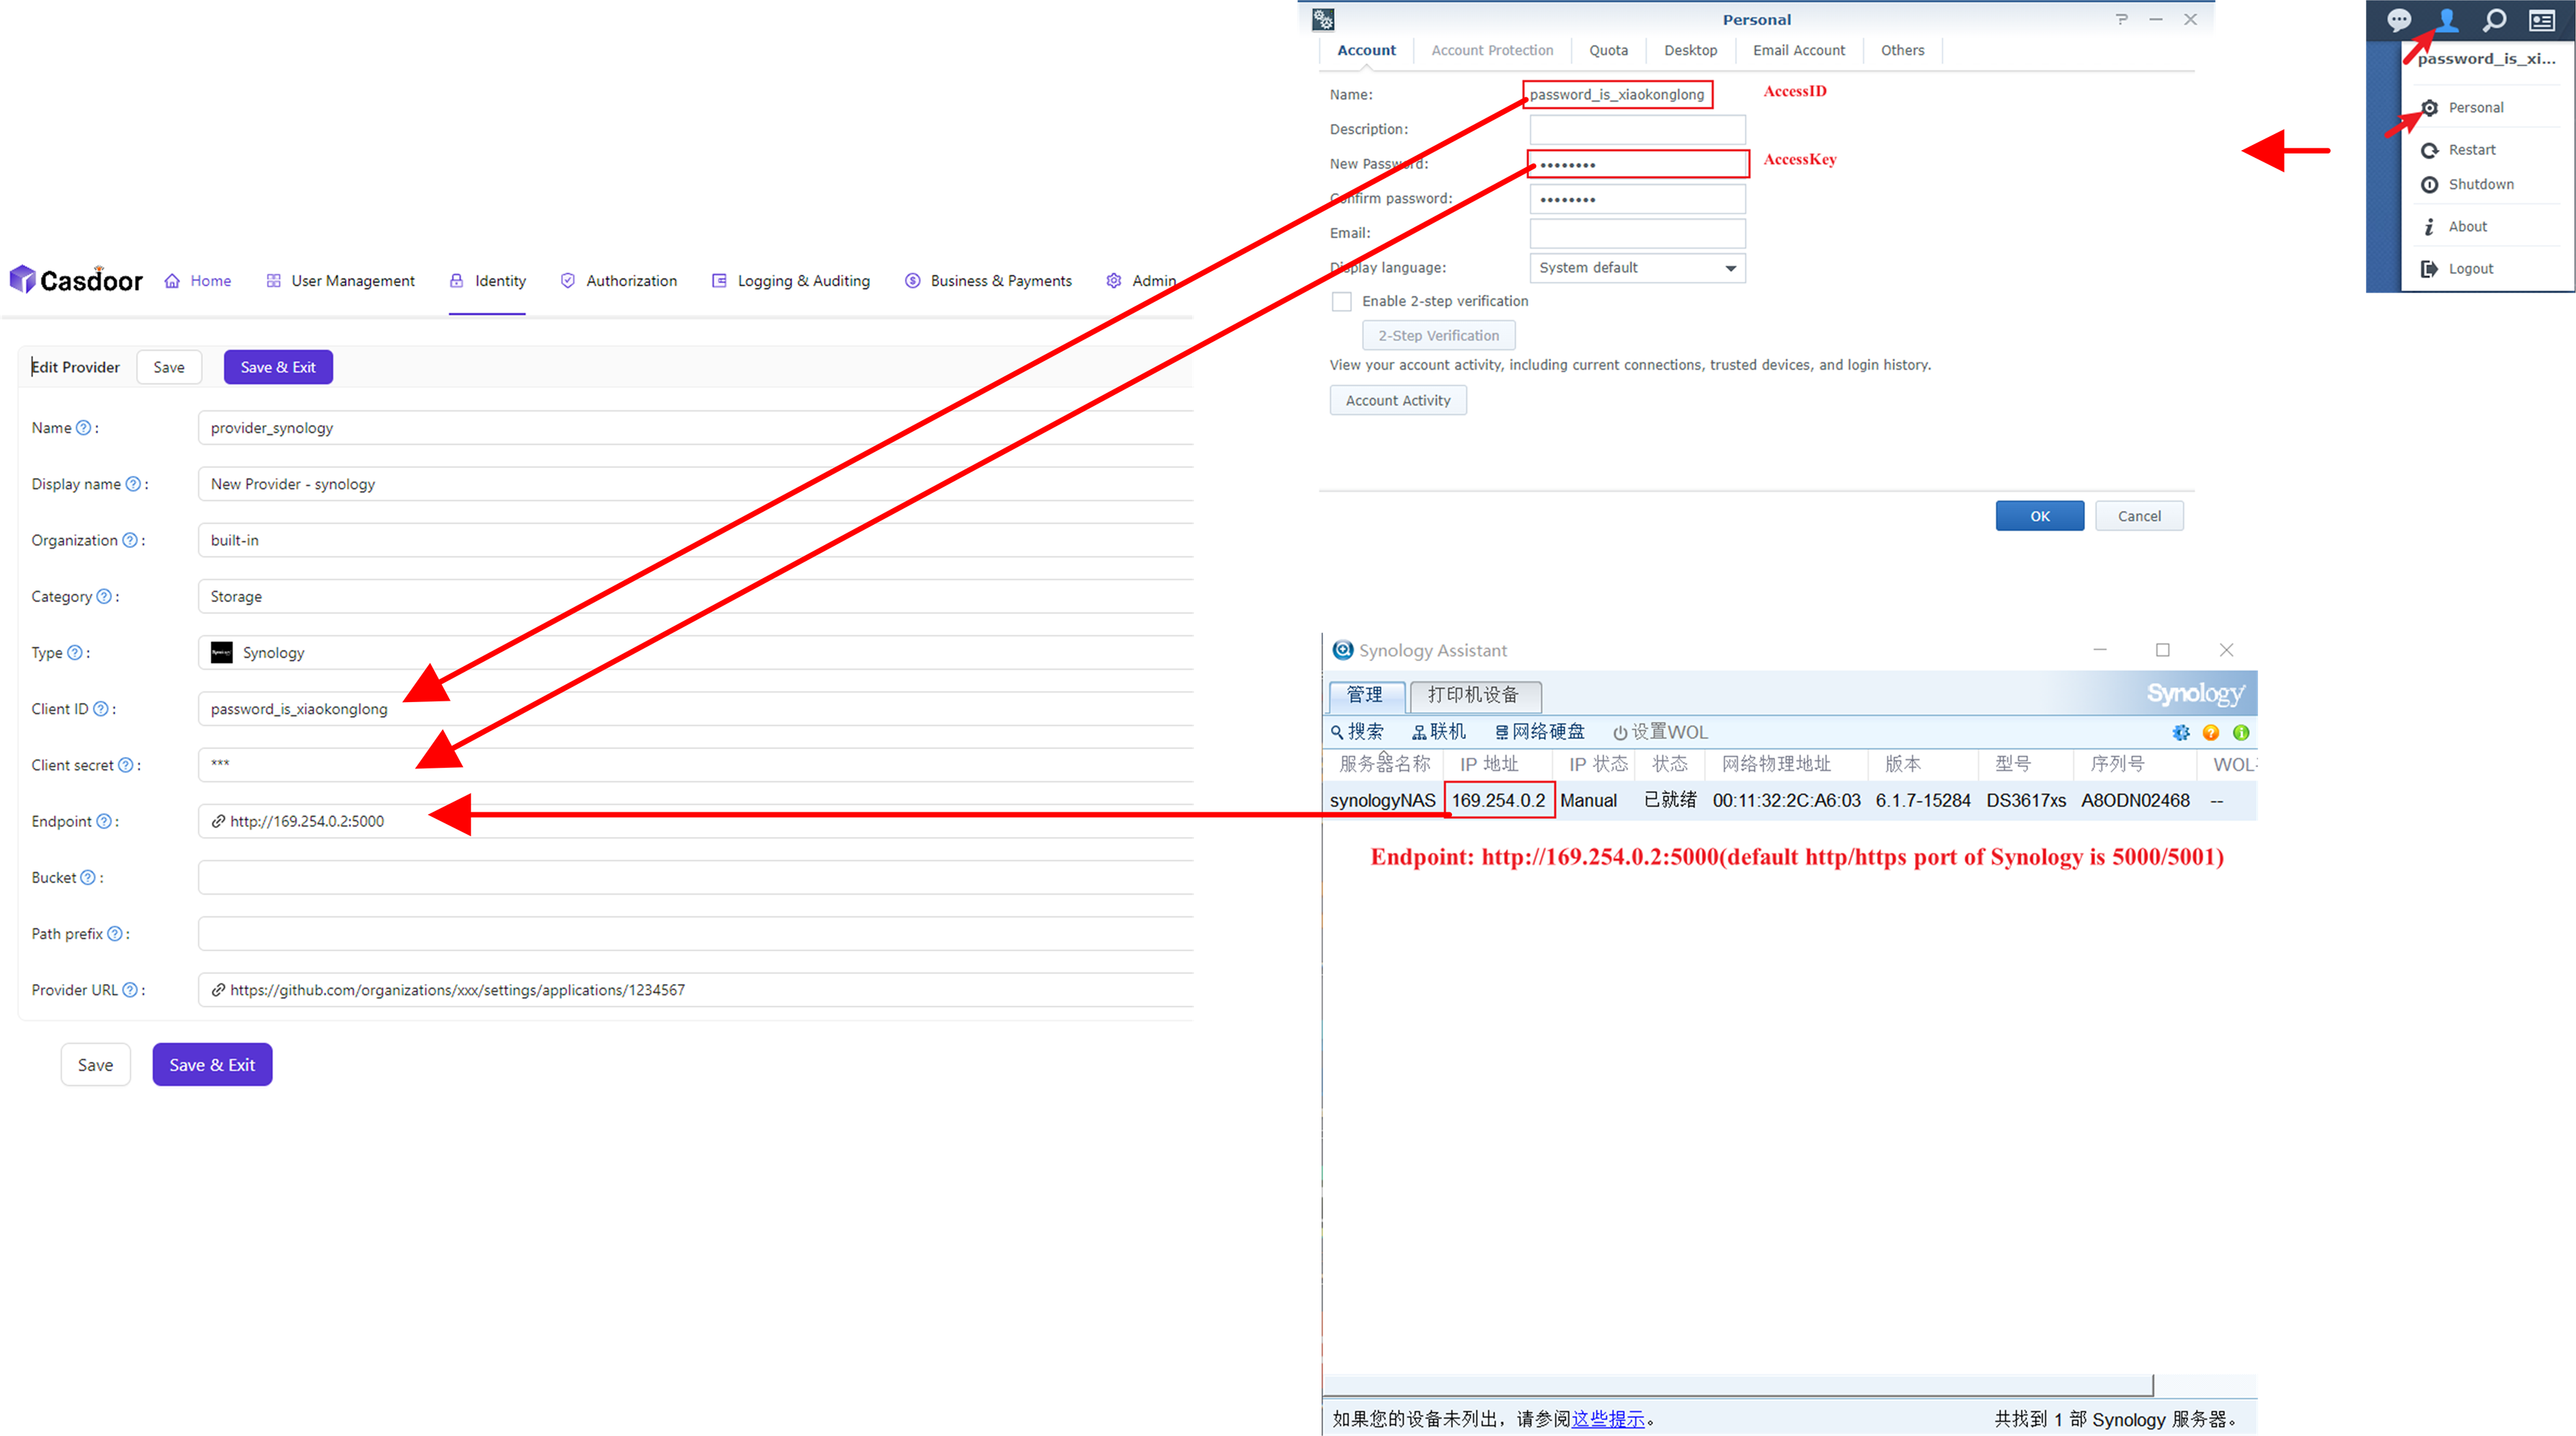 Casdoor
Home
User Management
Identity
Authorization
Logging & Auditing
Business & Payments
Admin
Edit Provider
Save
Save & Exit
Name ? :
provider_synology
Display name ? :
New Provider - synology
Organization ? :
built-in
Category ? :
Storage
Type ? :
Synology
Client ID ? :
password_is_xiaokonglong
Client secret ? :
***
Endpoint ? :
http://169.254.0.2:5000
Bucket ? :
Path prefix ? :
Provider URL ? :
https://github.com/organizations/xxx/settings/applications/1234567
Save
Save & Exit
Personal
Account
Account Protection
Quota
Desktop
Email Account
Others
Name:
password_is_xiaokonglong
AccessID
Description:
New Password:
••••••••
AccessKey
Confirm password:
••••••••
Email:
Display language:
System default
Enable 2-step verification
2-Step Verification
View your account activity, including current connections, trusted devices, and login history.
Account Activity
OK
Cancel
password_is_xi...
Personal
Restart
Shutdown
About
Logout
Synology Assistant
管理
打印机设备
Synology
搜索
联机
网络硬盘
设置WOL
服务器名称
IP 地址
IP 状态
状态
网络物理地址
版本
型号
序列号
WOL
synologyNAS
169.254.0.2
Manual
已就绪
00:11:32:2C:A6:03
6.1.7-15284
DS3617xs
A8ODN02468
--
Endpoint: http://169.254.0.2:5000(default http/https port of Synology is 5000/5001)
如果您的设备未列出，请参阅这些提示。
共找到 1 部 Synology 服务器。